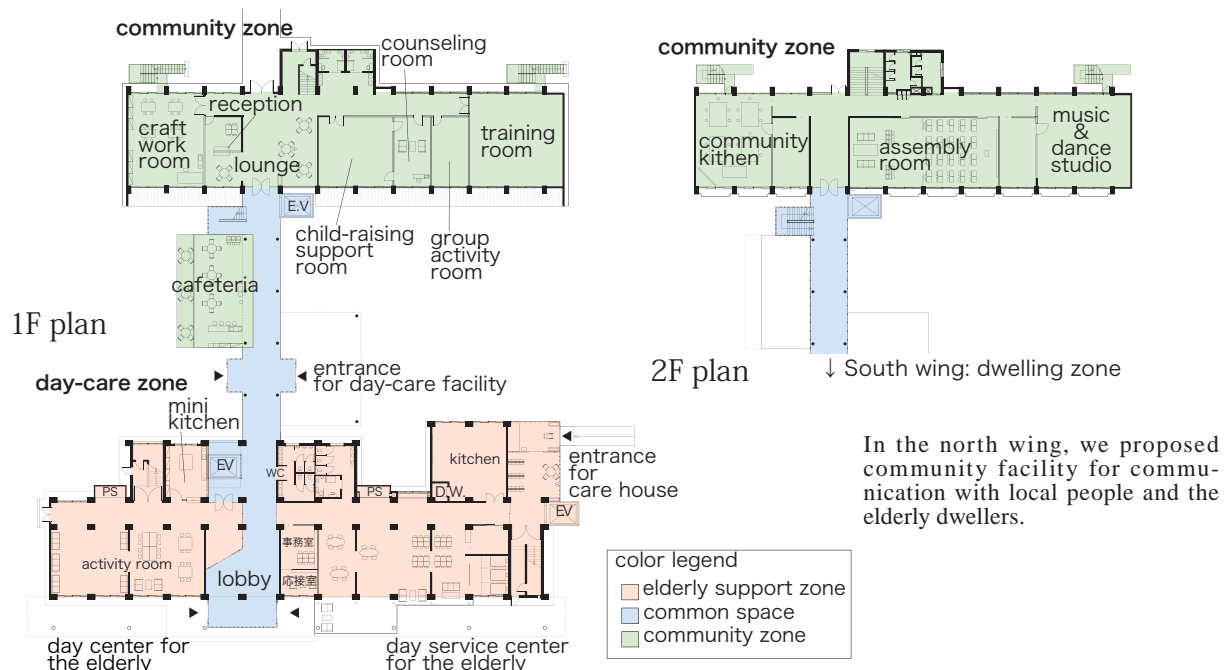 community zone
counseling
room
reception
craft
work
room
lounge
training
room
EV
child-raising
support
room
group
activity
room
cafeteria
1F plan
entrance
for day-care facility
day-care zone
mini
kitchen
EV
WC
kitchen
entrance
for
care house
PS
PS
D.W.
EV
activity room
lobby
事務室
応接室
day center for
the elderly
day service center
for the elderly
community zone
community
kithen
assembly
room
music
&
dance
studio
2F plan
↓ South wing: dwelling zone
In the north wing, we proposed
community facility for commu-
nication with local people and the
elderly dwellers.
color legend
elderly support zone
common space
community zone